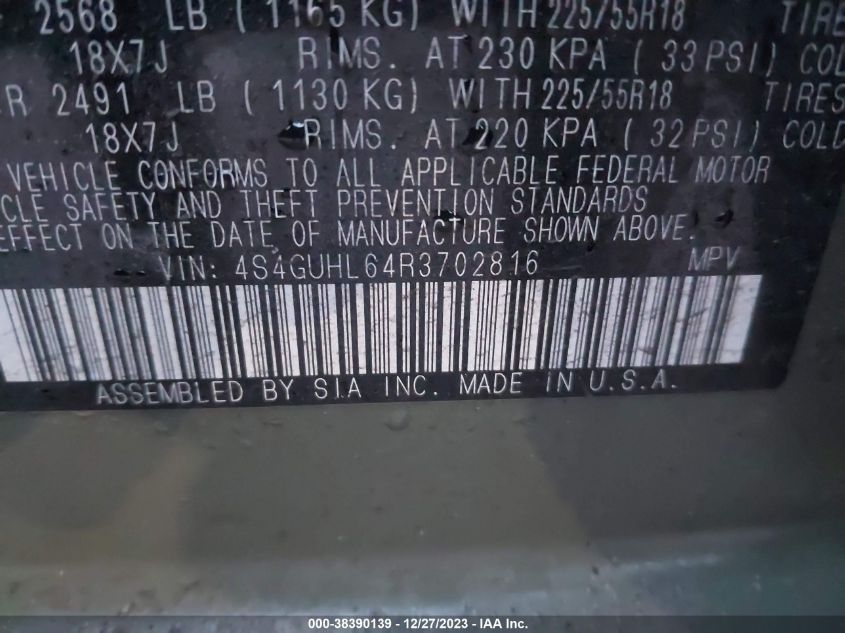 2568 LB ( 1165 KG) WITH 225/55R18 TIRE
18X7J RIMS. AT 230 KPA ( 33 PSI) COL
R 2491 LB ( 1130 KG) WITH 225/55R18 TIRES
18X7J RIMS. AT 220 KPA ( 32 PSI) COLD
VEHICLE CONFORMS TO ALL APPLICABLE FEDERAL MOTOR
CLE SAFETY AND THEFT PREVENTION STANDARDS
EFFECT ON THE DATE OF MANUFACTURE SHOWN ABOVE.
VIN: 4S4GUHL64R3702816 MPV
ASSEMBLED BY SIA INC. MADE IN U.S.A.
000-38390139 - 12/27/2023 - IAA Inc.